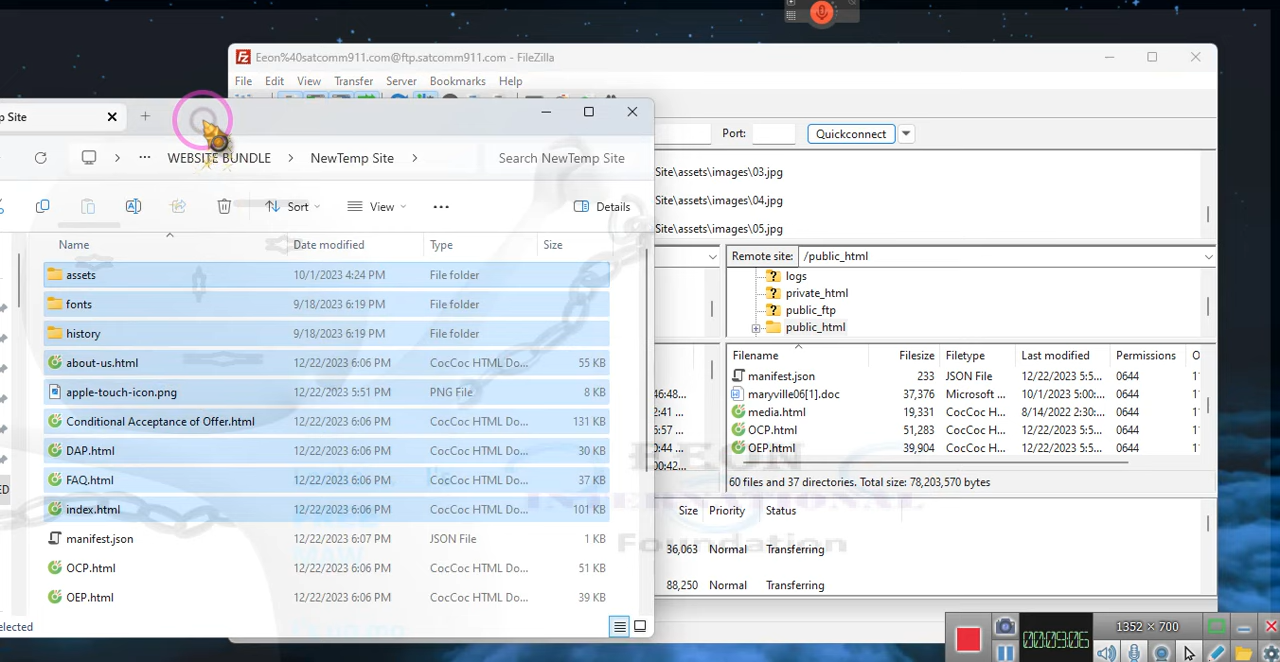 Eeon%40satcomm911.com@ftp.satcomm911.com - FileZilla
File Edit View Transfer Server Bookmarks Help
p Site
Port: Quickconnect
WEBSITE BUNDLE NewTemp Site Search NewTemp Site
Site\assets\images\03.jpg
Site\assets\images\04.jpg
Site\assets\images\05.jpg
Sort View Details
Name Date modified Type Size
assets 10/1/2023 4:24 PM File folder
fonts 9/18/2023 6:19 PM File folder
history 9/18/2023 6:19 PM File folder
about-us.html 12/22/2023 6:06 PM CocCoc HTML Do... 55 KB
apple-touch-icon.png 12/22/2023 5:51 PM PNG File 8 KB
Conditional Acceptance of Offer.html 12/22/2023 6:06 PM CocCoc HTML Do... 131 KB
DAP.html 12/22/2023 6:06 PM CocCoc HTML Do... 30 KB
FAQ.html 12/22/2023 6:06 PM CocCoc HTML Do... 37 KB
index.html 12/22/2023 6:06 PM CocCoc HTML Do... 101 KB
manifest.json 12/22/2023 6:07 PM JSON File 1 KB
OCP.html 12/22/2023 6:06 PM CocCoc HTML Do... 51 KB
OEP.html 12/22/2023 6:06 PM CocCoc HTML Do... 39 KB
elected
Remote site: /public_html
logs
private_html
public_ftp
public_html
Filename Filesize Filetype Last modified Permissions O
manifest.json 233 JSON File 12/22/2023 5:5... 0644 1
maryville06[1].doc 37,376 Microsoft ... 10/1/2023 5:00:... 0644 1
media.html 19,331 CocCoc H... 8/14/2022 2:30:... 0644 1
OCP.html 51,283 CocCoc H... 12/22/2023 5:5... 0644 1
OEP.html 39,904 CocCoc H... 12/22/2023 5:5... 0644 1
60 files and 37 directories. Total size: 78,203,570 bytes
EEON
INTERNATIONAL
Foundation
Size Priority Status
36,063 Normal Transferring
88,250 Normal Transferring
1352 × 700
00:09:06